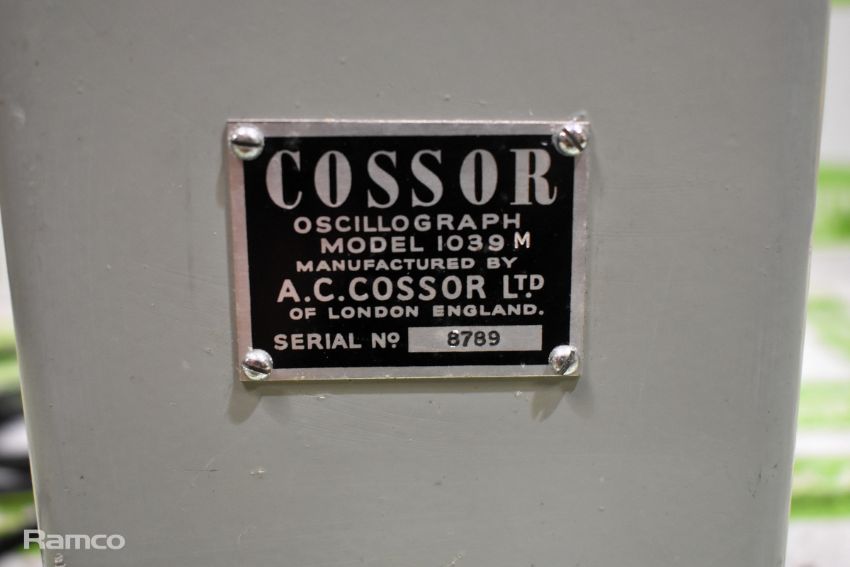 COSSOR
OSCILLOGRAPH
MODEL 1039 M
MANUFACTURED BY
A.C.COSSOR LTD
OF LONDON ENGLAND.
SERIAL No 8789
Ramco